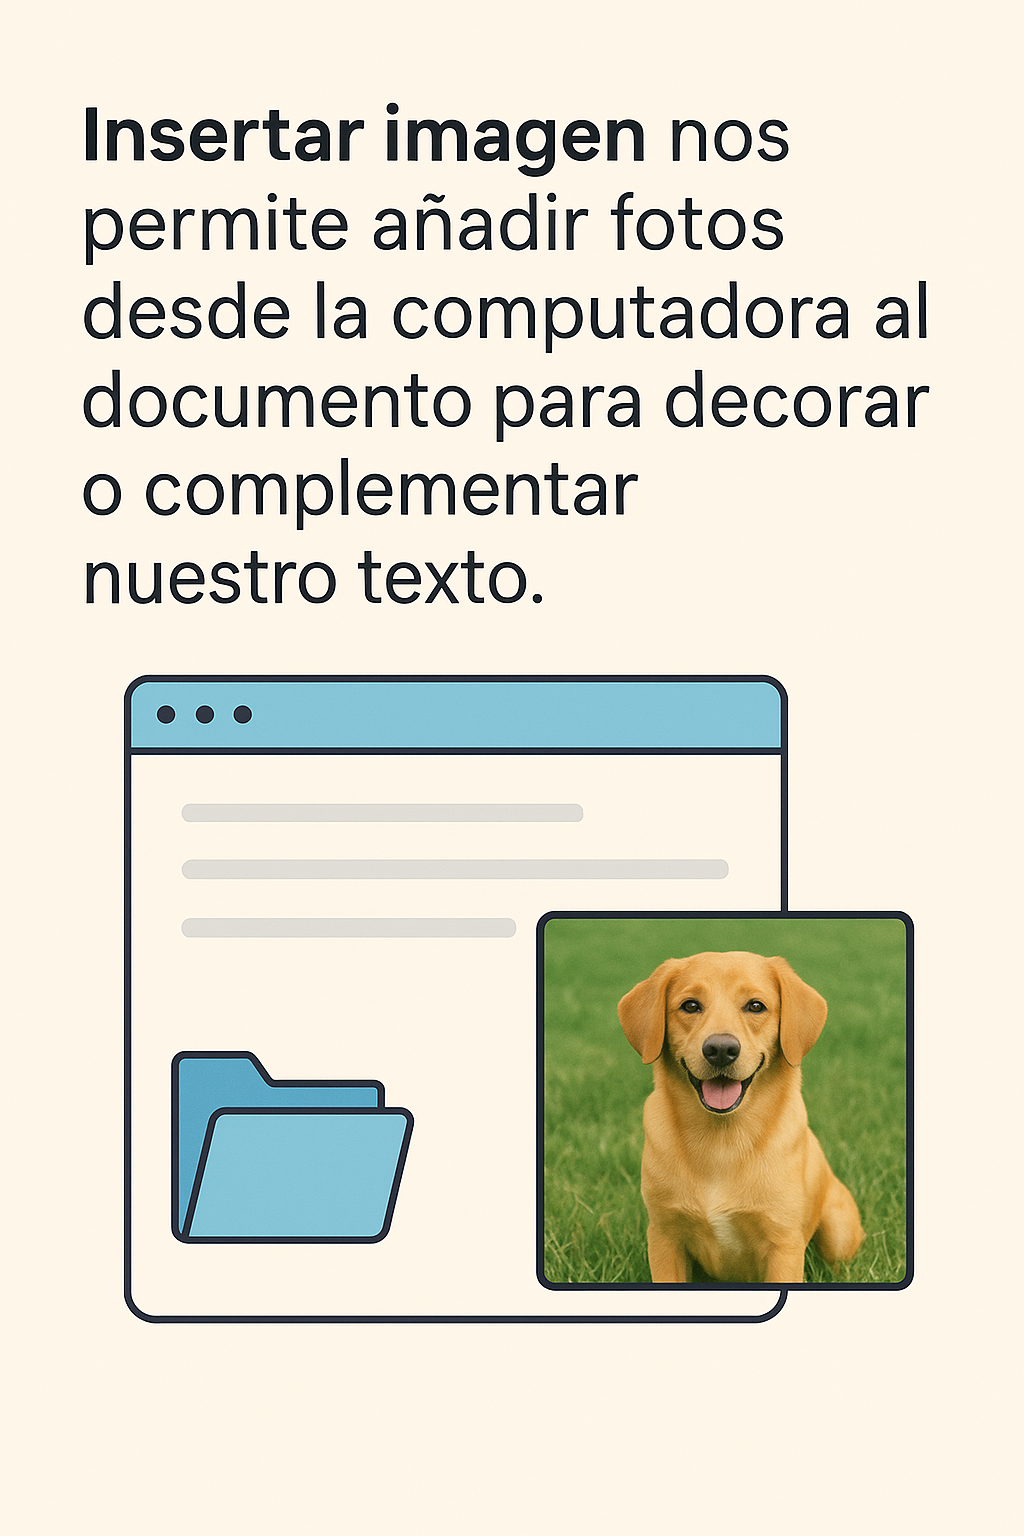 Insertar imagen nos
permite añadir fotos
desde la computadora al
documento para decorar
o complementar
nuestro texto.